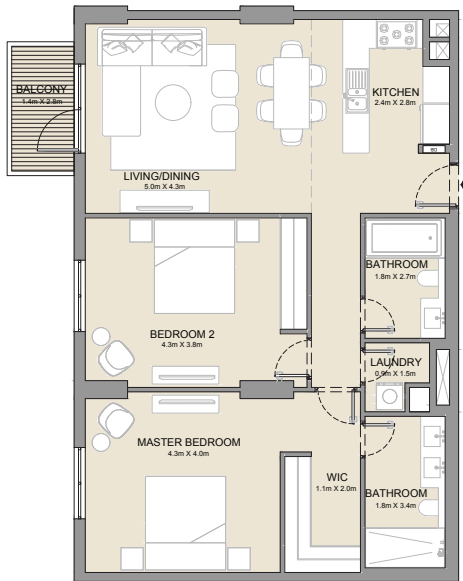 BALCONY
1.4m X 2.8m
KITCHEN
2.4m X 2.8m
LIVING/DINING
5.0m X 4.3m
BATHROOM
1.8m X 2.7m
BEDROOM 2
4.3m X 3.8m
LAUNDRY
0.9m X 1.5m
MASTER BEDROOM
4.3m X 4.0m
WIC
1.1m X 2.0m
BATHROOM
1.8m X 3.4m